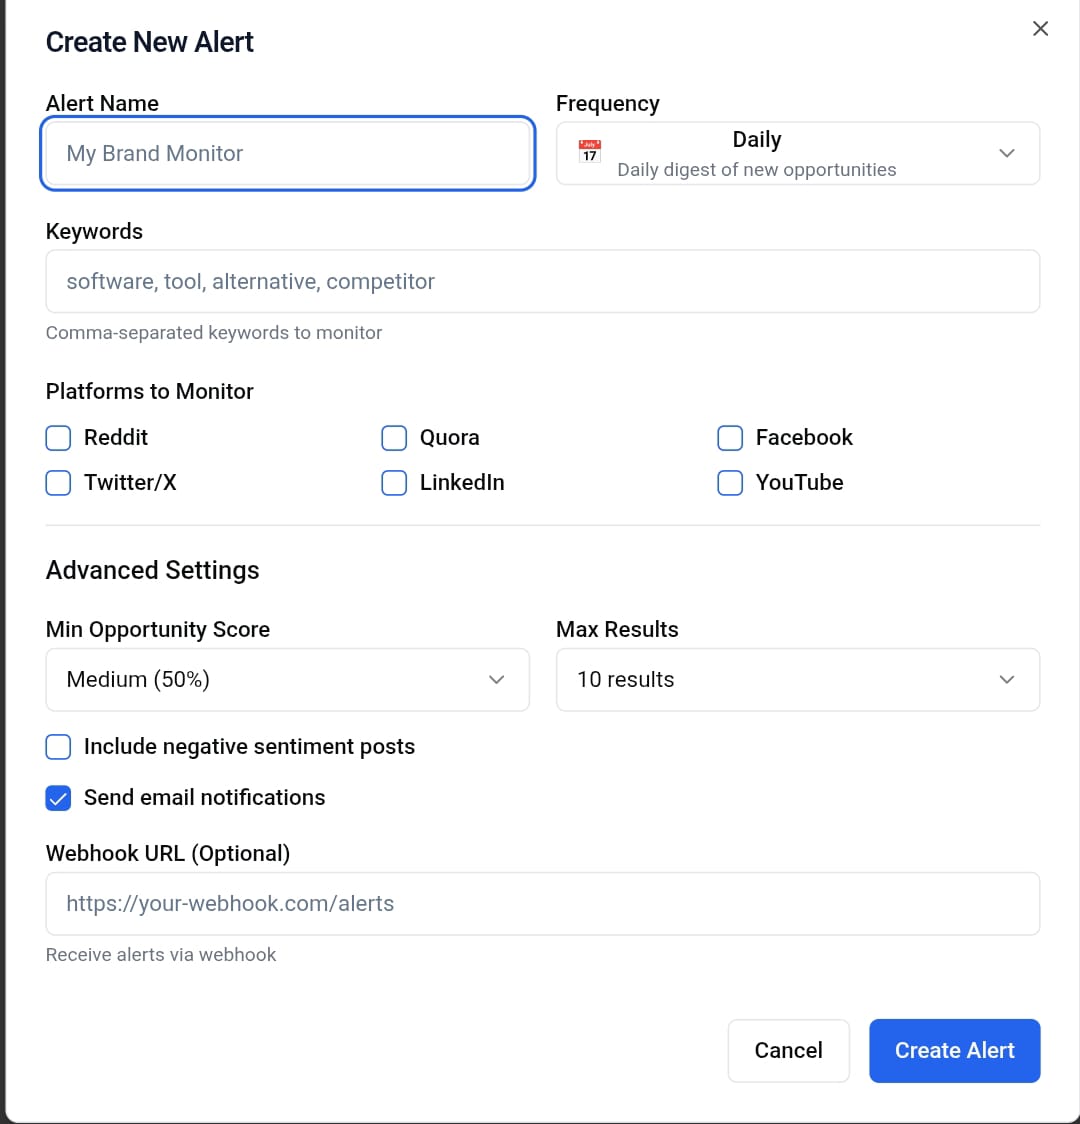 Create New Alert
Alert Name
Frequency
My Brand Monitor
July
17
Daily
Daily digest of new opportunities
Keywords
software, tool, alternative, competitor
Comma-separated keywords to monitor
Platforms to Monitor
Reddit
Quora
Facebook
Twitter/X
LinkedIn
YouTube
Advanced Settings
Min Opportunity Score
Max Results
Medium (50%)
10 results
Include negative sentiment posts
Send email notifications
Webhook URL (Optional)
https://your-webhook.com/alerts
Receive alerts via webhook
Cancel
Create Alert